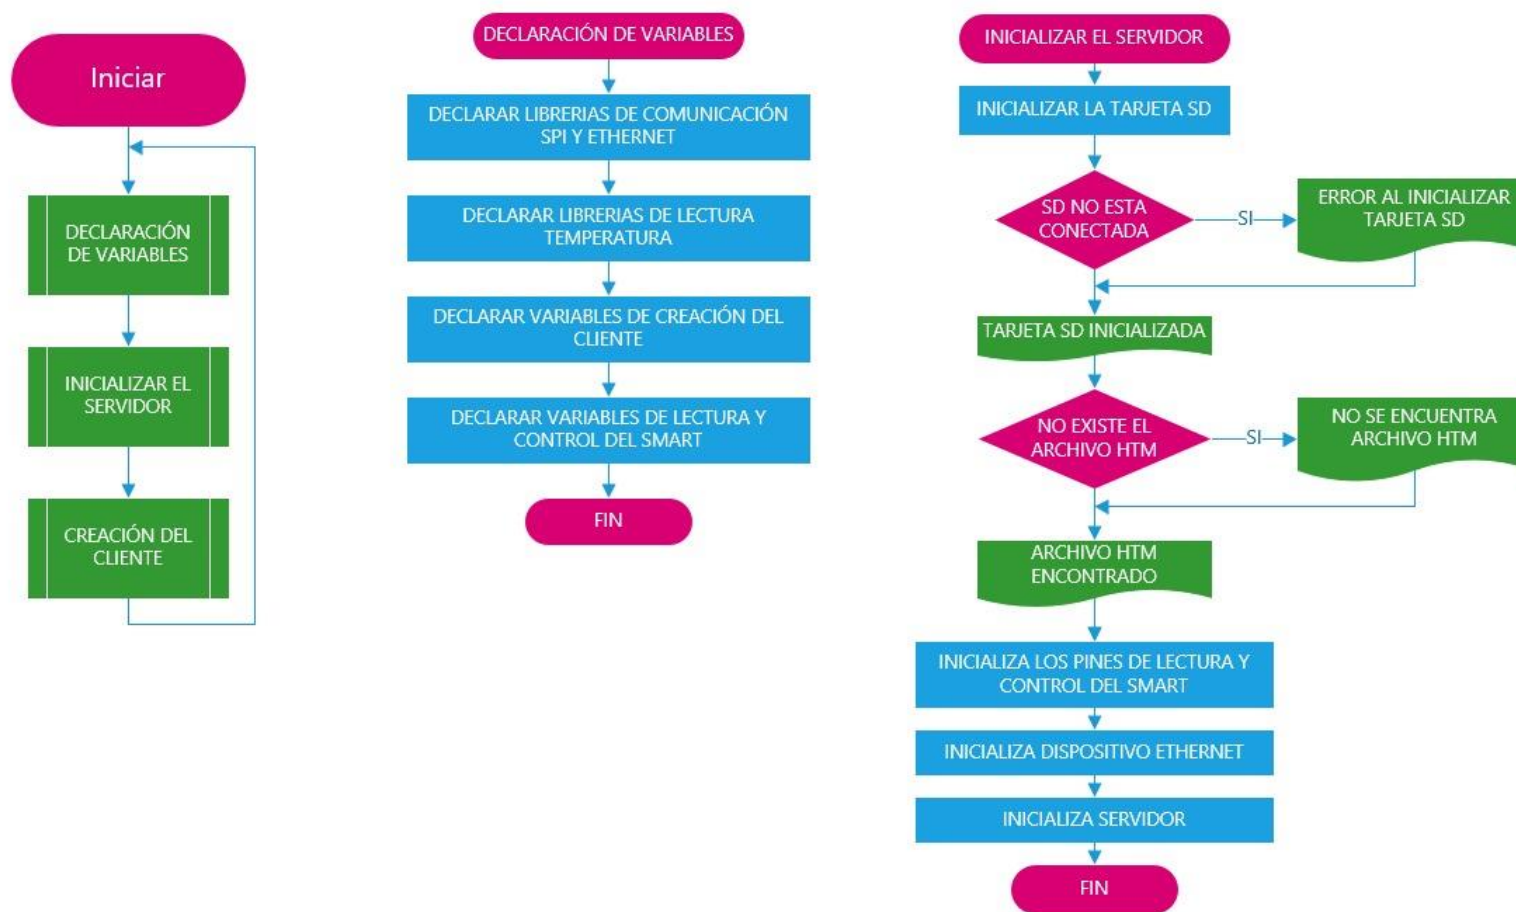 Iniciar
DECLARACIÓN
DE VARIABLES
INICIALIZAR EL
SERVIDOR
CREACIÓN DEL
CLIENTE
DECLARACIÓN DE VARIABLES
DECLARAR LIBRERIAS DE COMUNICACIÓN
SPI Y ETHERNET
DECLARAR LIBRERIAS DE LECTURA
TEMPERATURA
DECLARAR VARIABLES DE CREACIÓN DEL
CLIENTE
DECLARAR VARIABLES DE LECTURA Y
CONTROL DEL SMART
FIN
INICIALIZAR EL SERVIDOR
INICIALIZAR LA TARJETA SD
SD NO ESTA
CONECTADA
SI
ERROR AL INICIALIZAR
TARJETA SD
TARJETA SD INICIALIZADA
NO EXISTE EL
ARCHIVO HTM
SI
NO SE ENCUENTRA
ARCHIVO HTM
ARCHIVO HTM
ENCONTRADO
INICIALIZA LOS PINES DE LECTURA Y
CONTROL DEL SMART
INICIALIZA DISPOSITIVO ETHERNET
INICIALIZA SERVIDOR
FIN